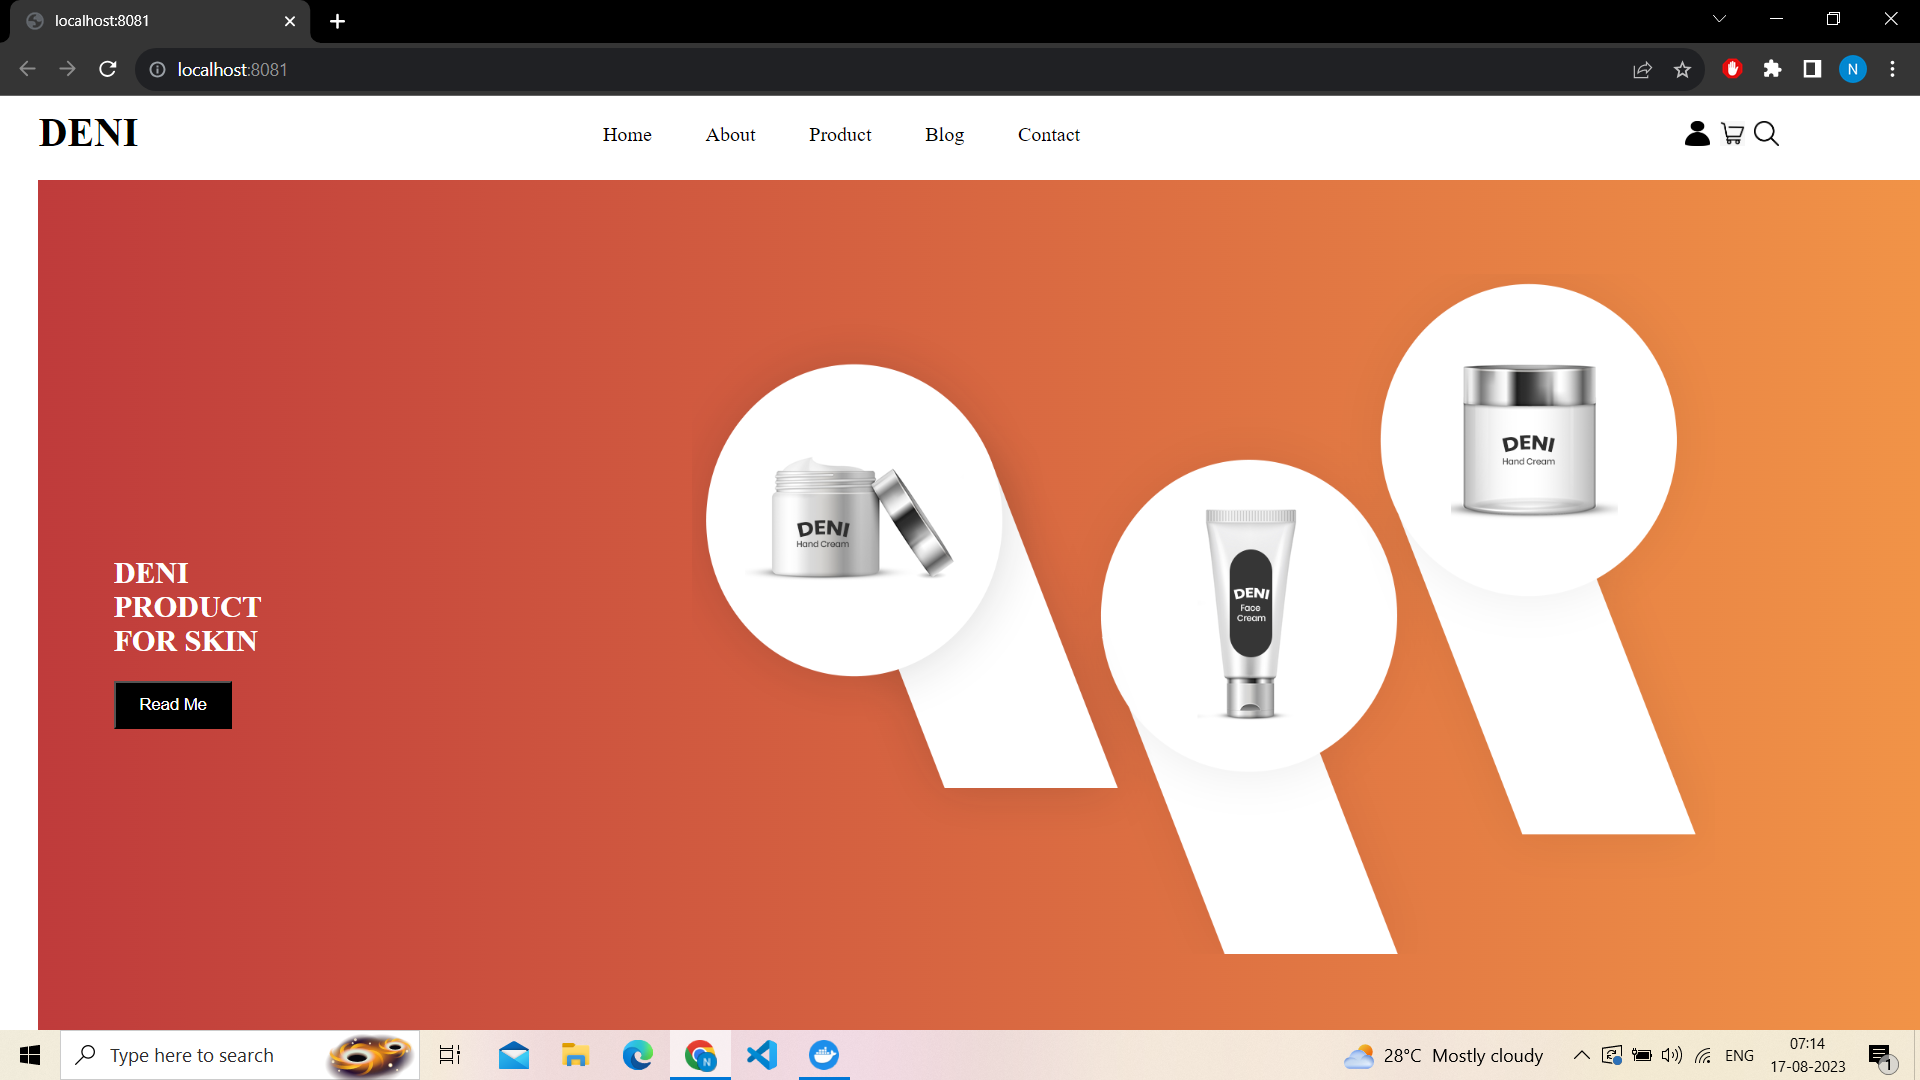 localhost:8081
localhost:8081
N
DENI
Home
About
Product
Blog
Contact
DENI
Hand Cream
DENI
Hand Cream
DENI
Face
Cream
DENI
PRODUCT
FOR SKIN
Read Me
Type here to search
N
28°C Mostly cloudy
ENG
07:14
17-08-2023
1